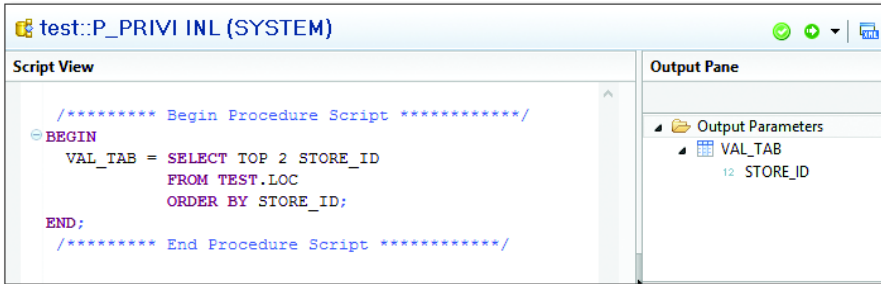 test::P_PRIVI INL (SYSTEM)
XML
Script View
Output Pane
/********* Begin Procedure Script ************/
BEGIN
VAL_TAB = SELECT TOP 2 STORE_ID
FROM TEST.LOC
ORDER BY STORE_ID;
END;
/********* End Procedure Script ************/
Output Parameters
VAL_TAB
12 STORE_ID